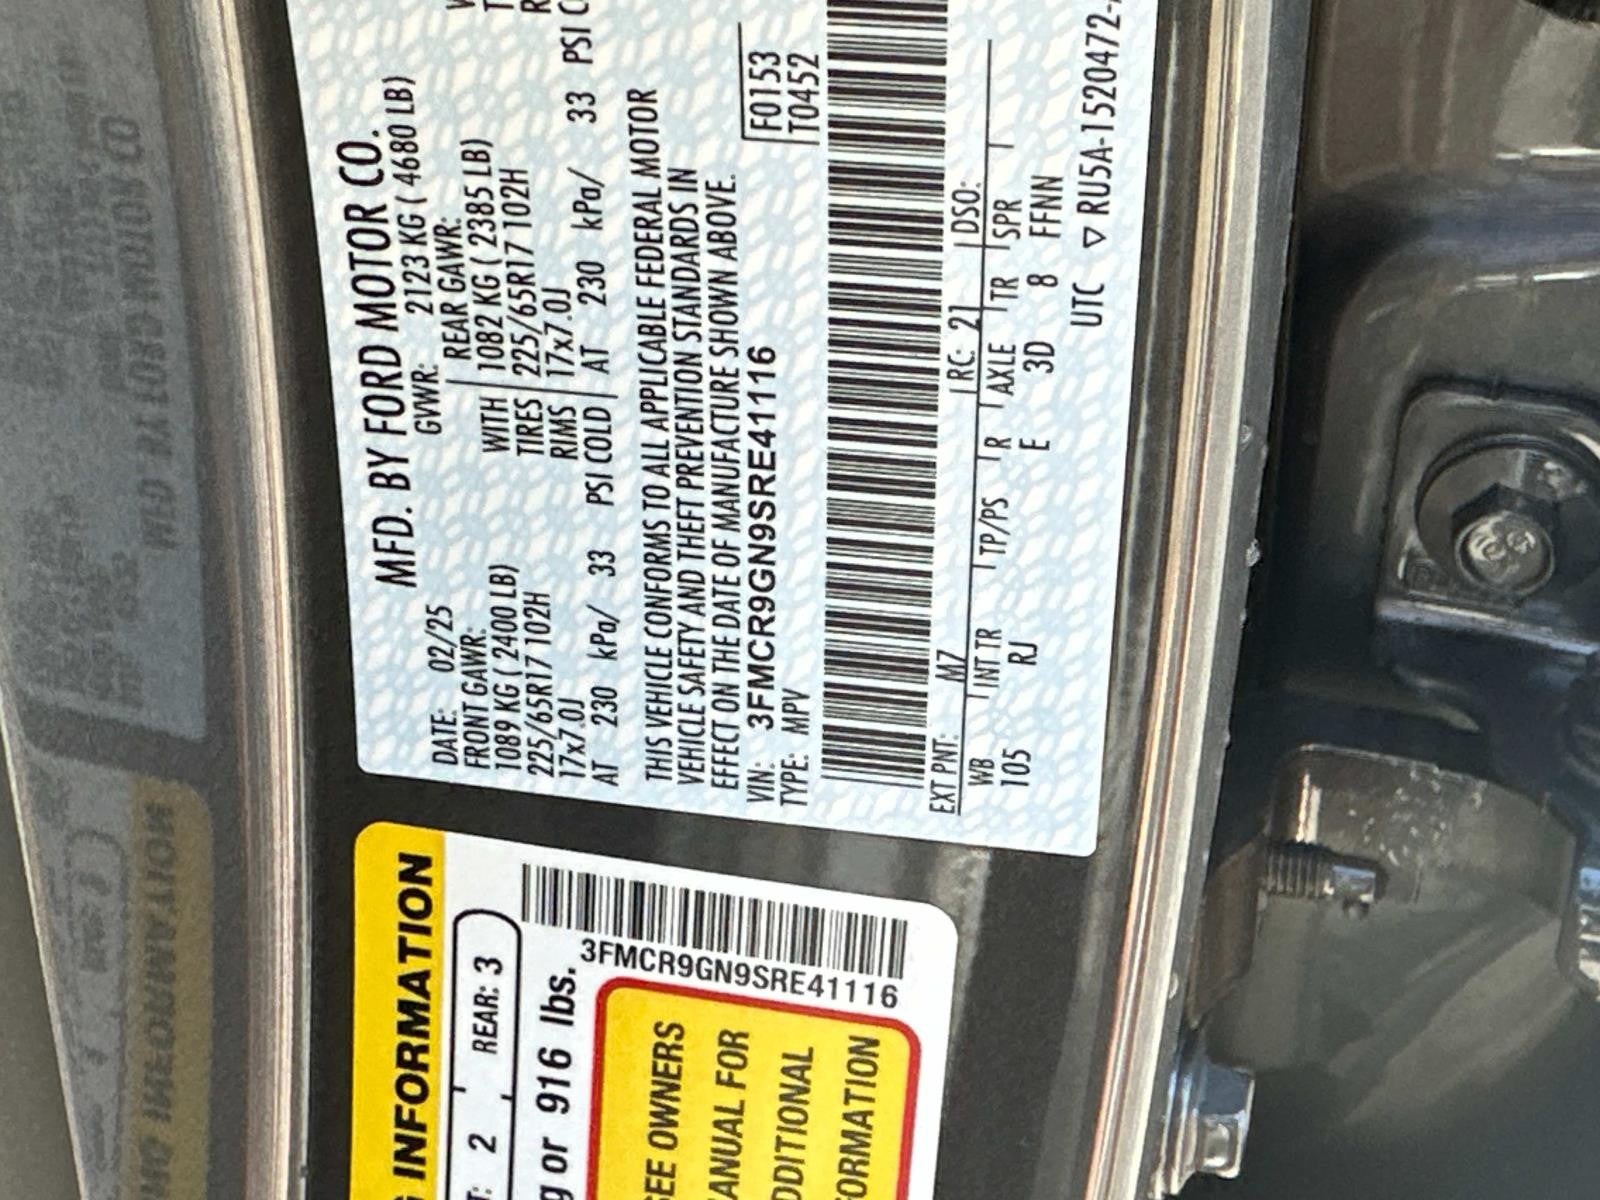 MFD. BY FORD MOTOR CO.
DATE: 02/25 GVWR: 2123 KG ( 4680 LB)
FRONT GAWR: REAR GAWR:
1089 KG ( 2400 LB) WITH 1082 KG ( 2385 LB)
225/65R17 102H TIRES 225/65R17 102H
17x7.0J RIMS 17x7.0J
AT 230 kPa/ 33 PSI COLD AT 230 kPa/ 33 PSI C
THIS VEHICLE CONFORMS TO ALL APPLICABLE FEDERAL MOTOR
VEHICLE SAFETY AND THEFT PREVENTION STANDARDS IN
EFFECT ON THE DATE OF MANUFACTURE SHOWN ABOVE.
VIN: 3FMCR9GN9SRE41116
TYPE: MPV
F0153
T0452
EXT PNT: M7 RC: 21 DSO:
WB INT TR TP/PS R AXLE TR SPR
105 RJ E 3D 8 FFNN
UTC ▽ RU5A-1520472-
INFORMATION
2 REAR: 3
or 916 lbs.
3FMCR9GN9SRE41116
SEE OWNERS
MANUAL FOR
ADDITIONAL
INFORMATION